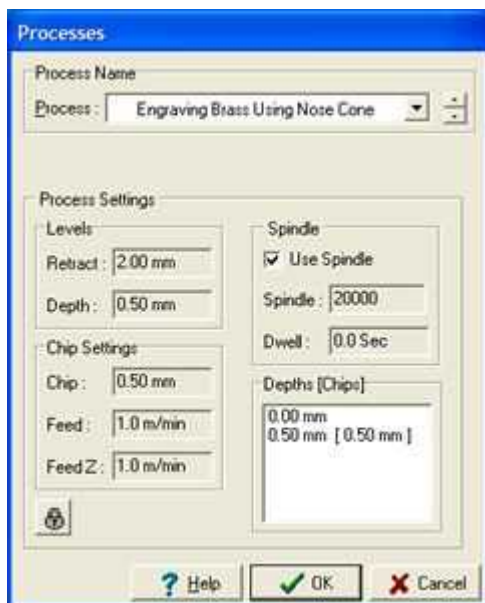 Processes
Process Name
Process : Engraving Brass Using Nose Cone
Process Settings
Levels
Retract : 2.00 mm
Depth : 0.50 mm
Chip Settings
Chip : 0.50 mm
Feed : 1.0 m/min
Feed Z : 1.0 m/min
Spindle
Use Spindle
Spindle : 20000
Dwell : 0.0 Sec
Depths [Chips]
0.00 mm
0.50 mm [ 0.50 mm ]
? Help
OK
Cancel